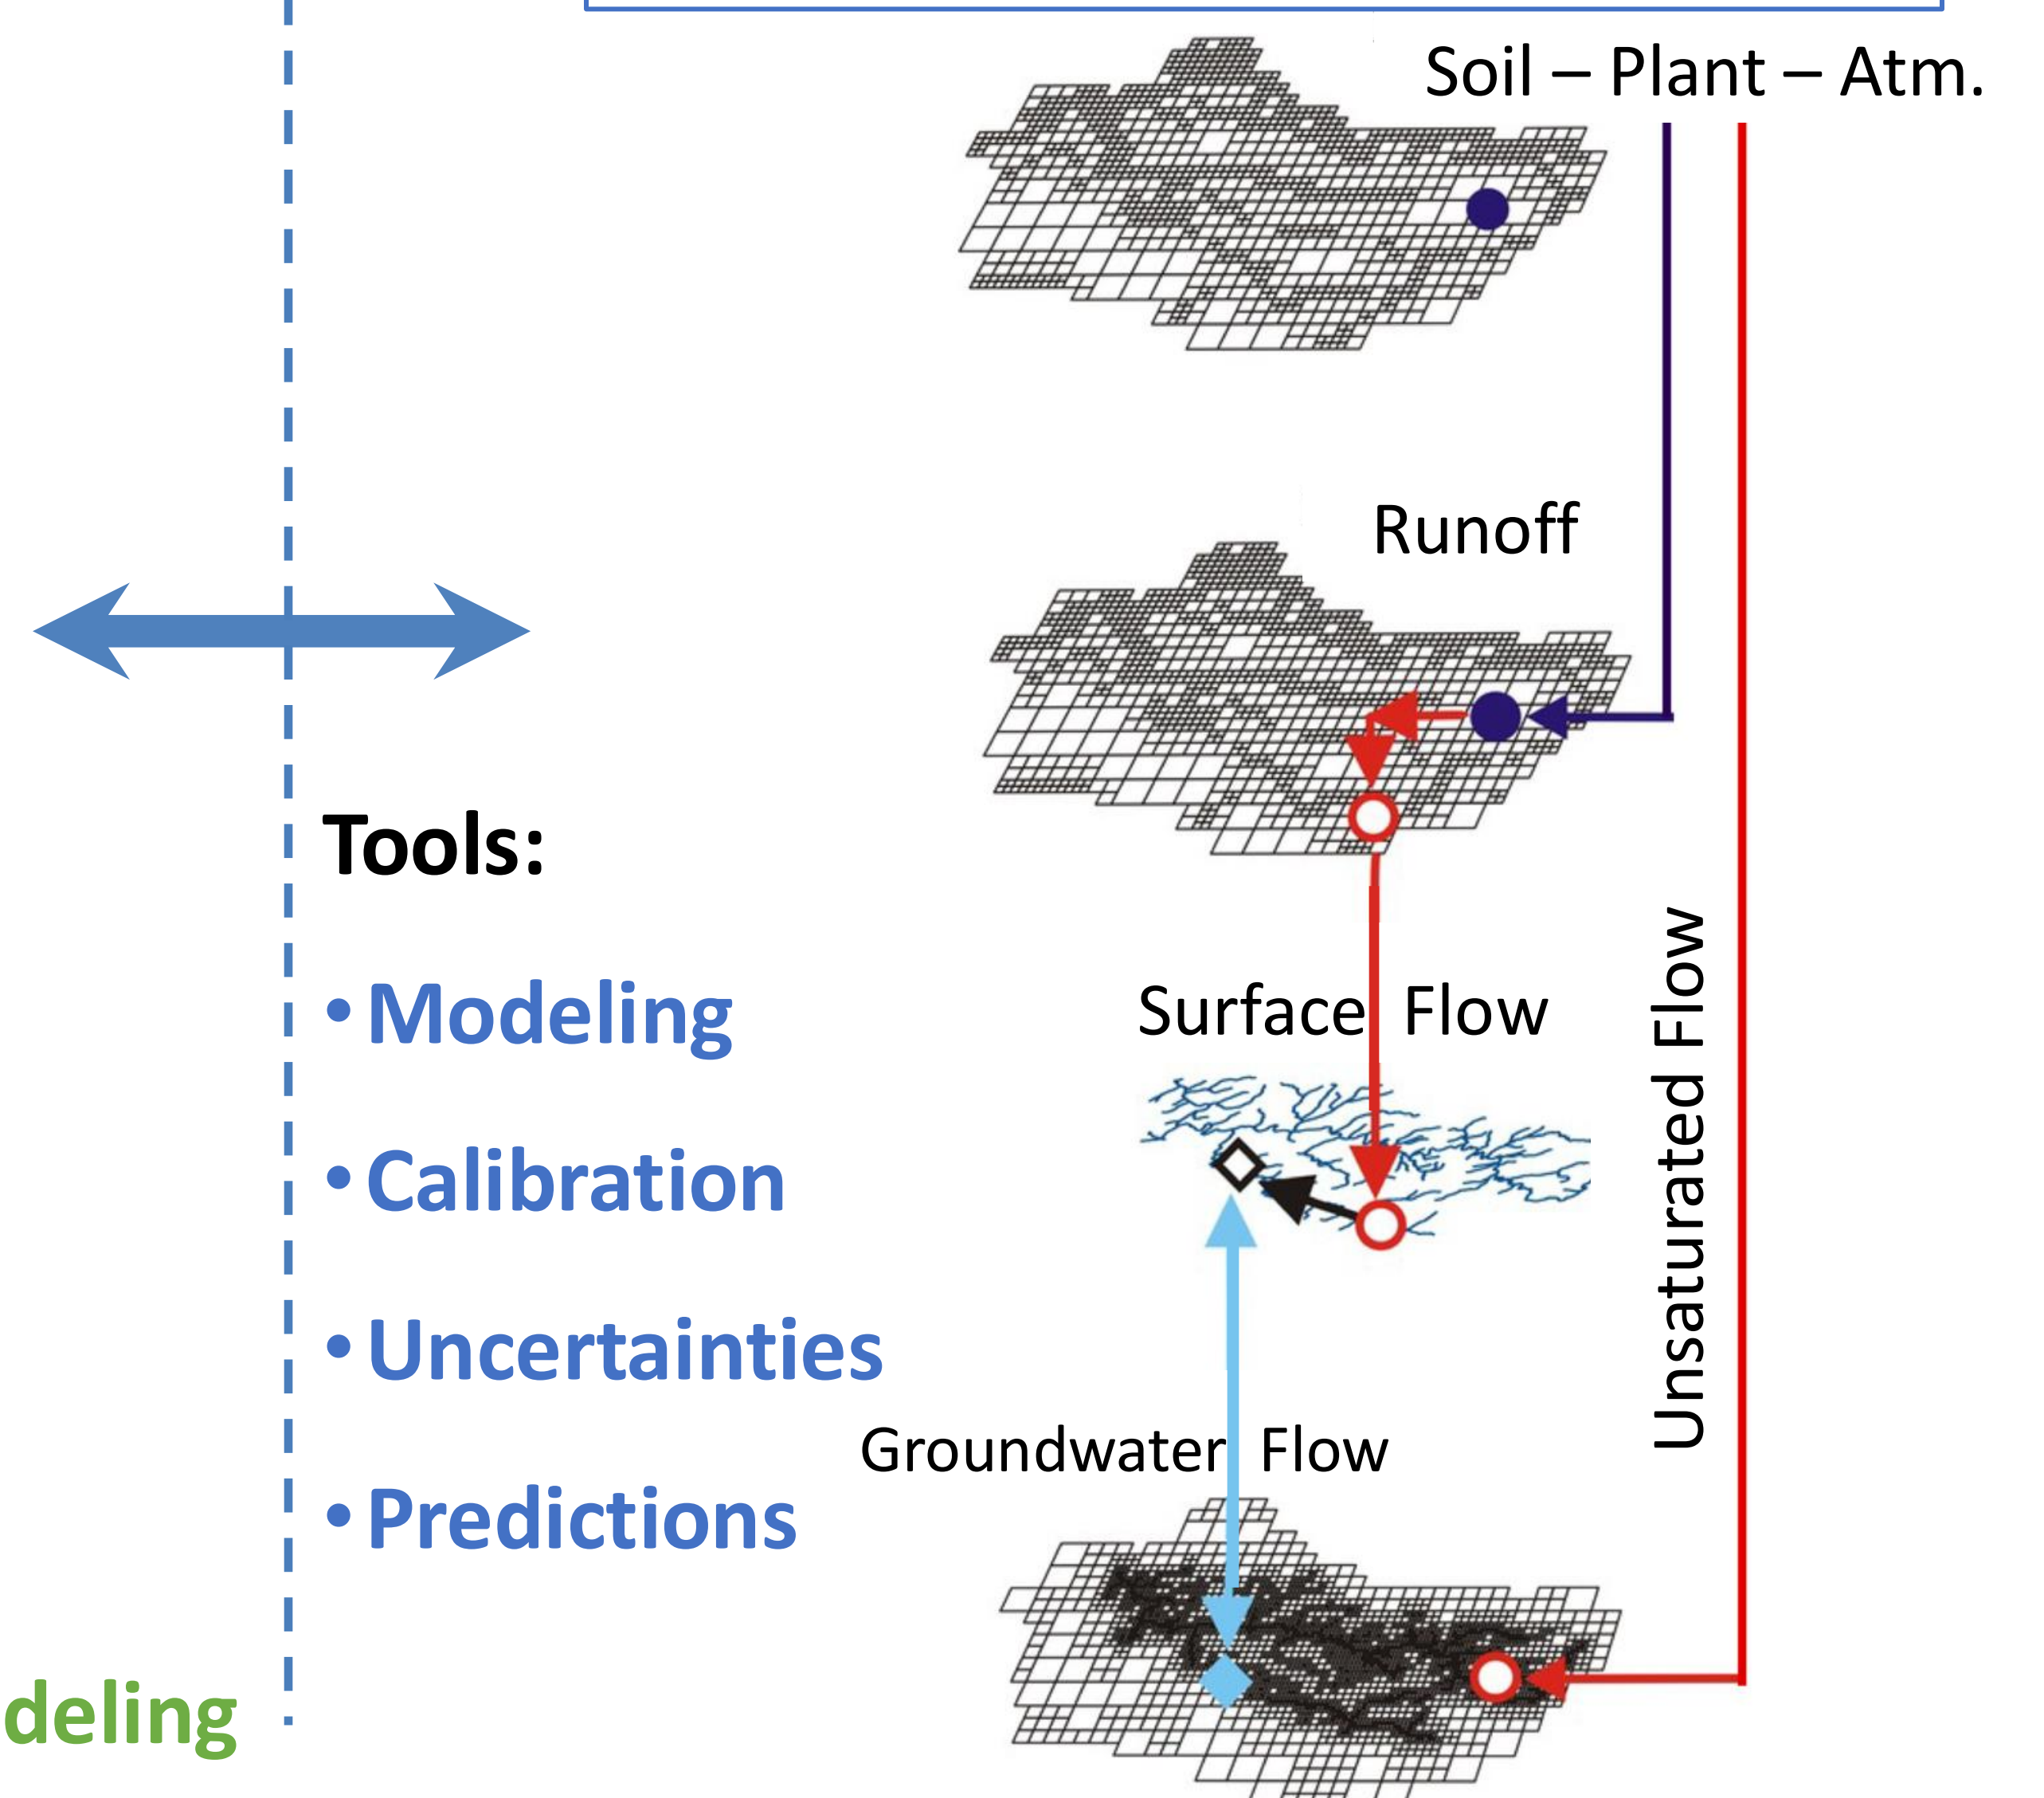 Soil – Plant – Atm.
Runoff
Tools:
• Modeling
Surface Flow
• Calibration
Unsaturated Flow
• Uncertainties
Groundwater Flow
• Predictions
deling